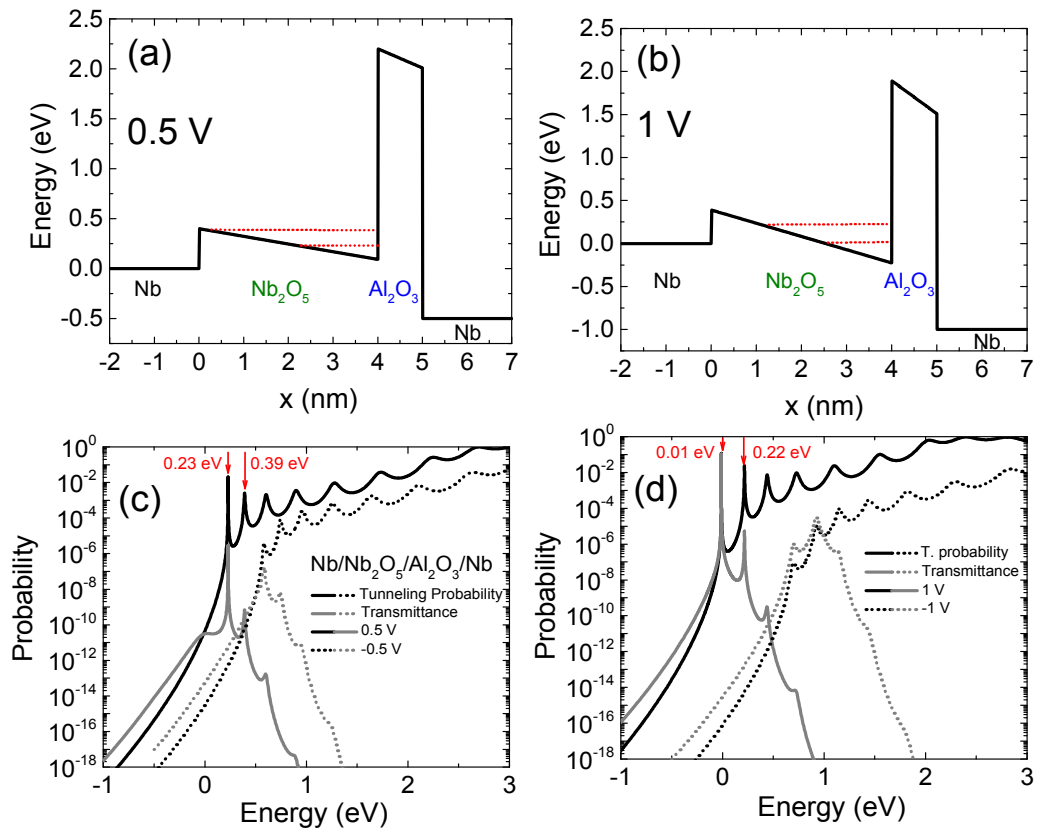 (a)
0.5 V
Energy (eV)
2.5
2.0
1.5
1.0
0.5
0.0
-0.5
Nb
Nb₂O₅
Al₂O₃
Nb
-2 -1 0 1 2 3 4 5 6 7
x (nm)
(b)
1 V
Energy (eV)
2.5
2.0
1.5
1.0
0.5
0.0
-0.5
-1.0
Nb
Nb₂O₅
Al₂O₃
Nb
-2 -1 0 1 2 3 4 5 6 7
x (nm)
0.23 eV
0.39 eV
(c)
Probability
10⁰
10⁻²
10⁻⁴
10⁻⁶
10⁻⁸
10⁻¹⁰
10⁻¹²
10⁻¹⁴
10⁻¹⁶
10⁻¹⁸
Nb/Nb₂O₅/Al₂O₃/Nb
Tunneling Probability
Transmittance
0.5 V
-0.5 V
-1 0 1 2 3
Energy (eV)
0.01 eV
0.22 eV
(d)
Probability
10⁰
10⁻²
10⁻⁴
10⁻⁶
10⁻⁸
10⁻¹⁰
10⁻¹²
10⁻¹⁴
10⁻¹⁶
10⁻¹⁸
T. probability
Transmittance
1 V
-1 V
-1 0 1 2 3
Energy (eV)